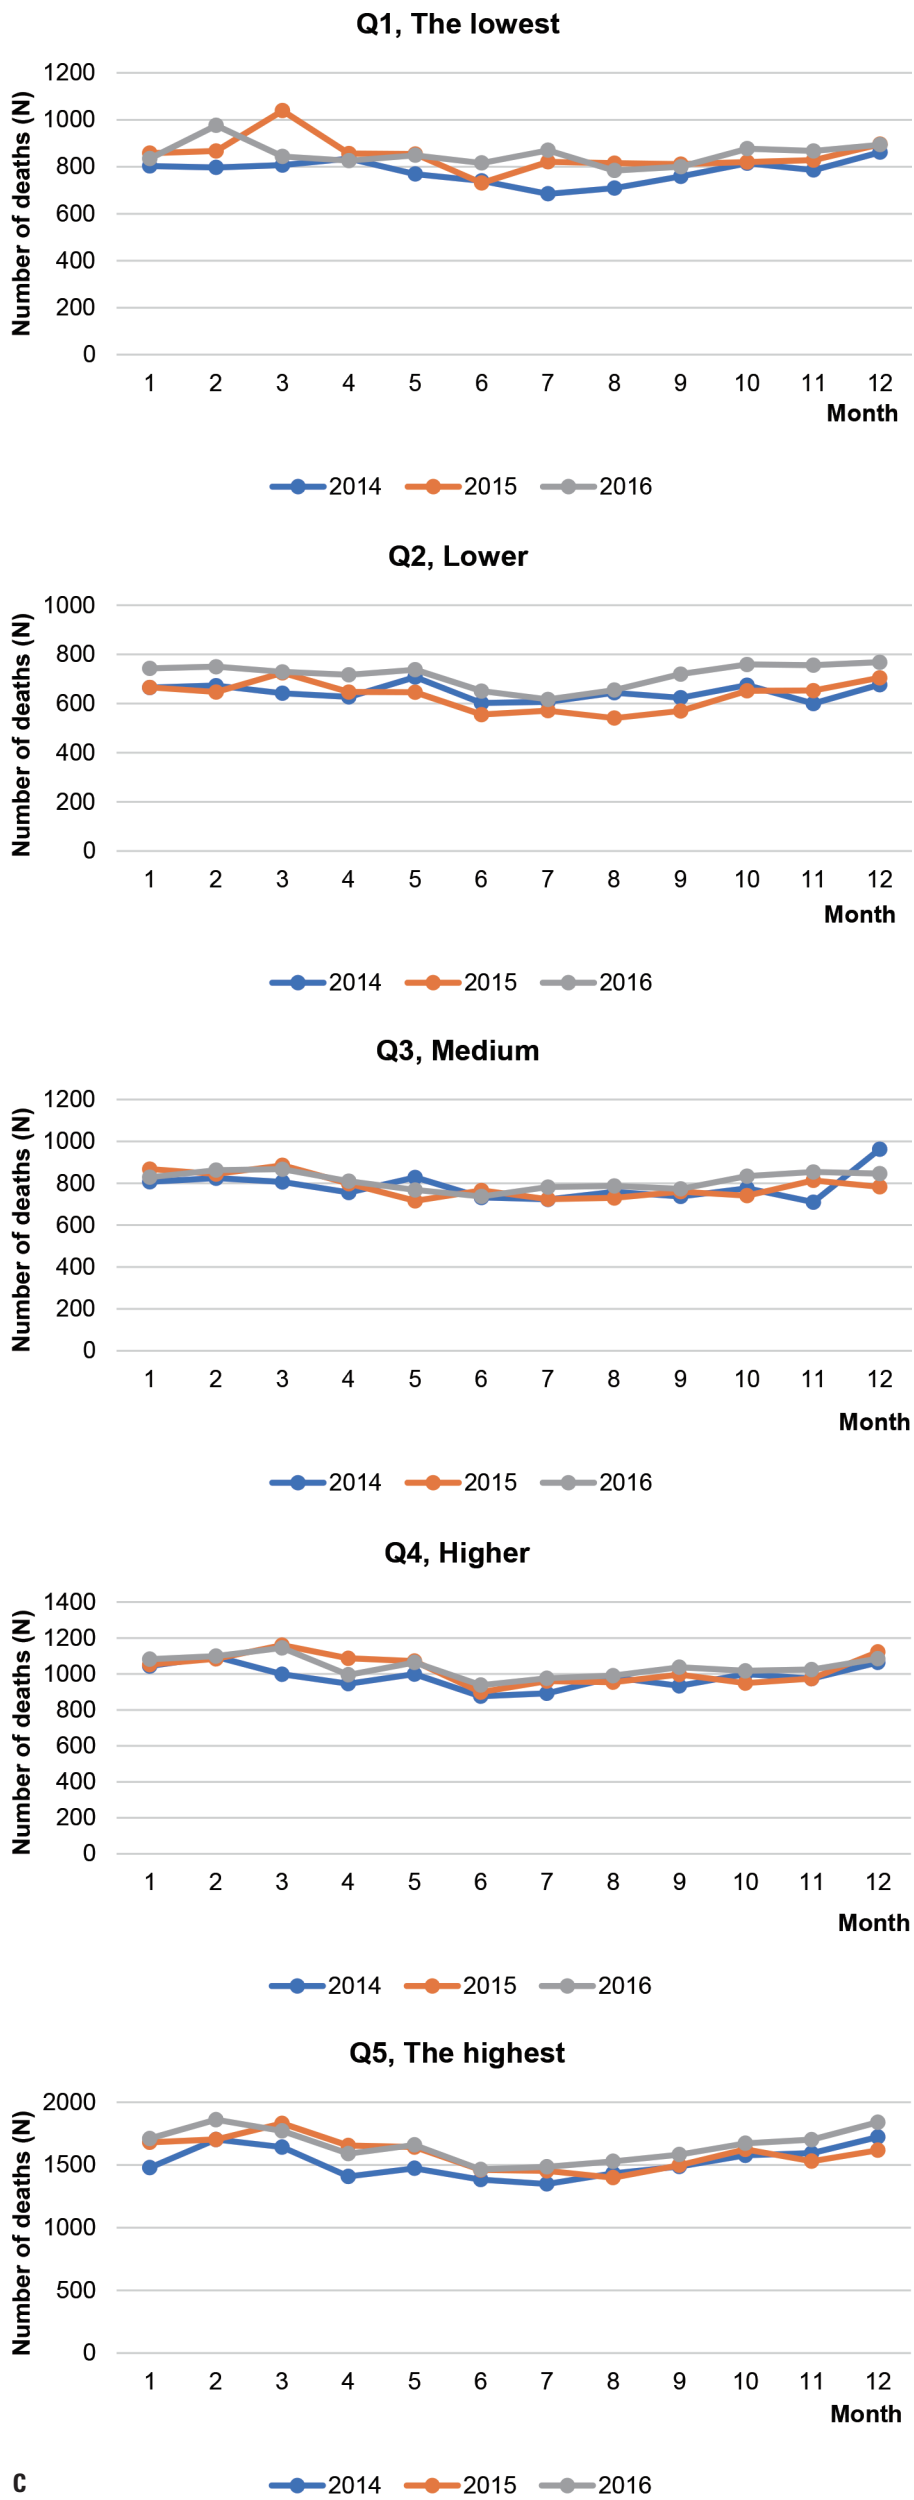 Q1, The lowest
Number of deaths (N)
1200
1000
800
600
400
200
0
1 2 3 4 5 6 7 8 9 10 11 12
Month
2014 2015 2016
Q2, Lower
Number of deaths (N)
1000
800
600
400
200
0
1 2 3 4 5 6 7 8 9 10 11 12
Month
2014 2015 2016
Q3, Medium
Number of deaths (N)
1200
1000
800
600
400
200
0
1 2 3 4 5 6 7 8 9 10 11 12
Month
2014 2015 2016
Q4, Higher
Number of deaths (N)
1400
1200
1000
800
600
400
200
0
1 2 3 4 5 6 7 8 9 10 11 12
Month
2014 2015 2016
Q5, The highest
Number of deaths (N)
2000
1500
1000
500
0
1 2 3 4 5 6 7 8 9 10 11 12
Month
C
2014 2015 2016